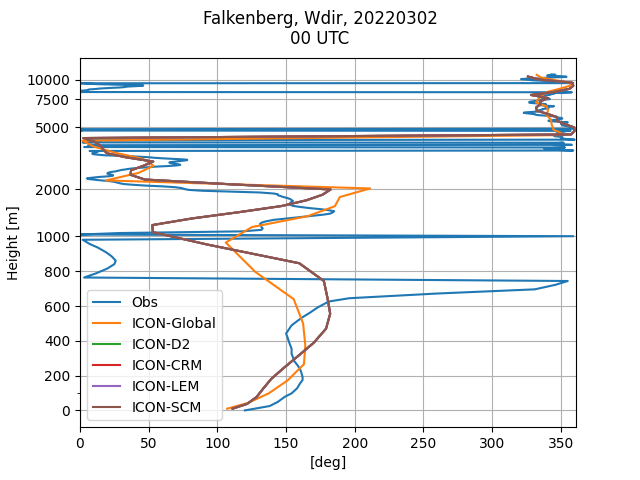 Falkenberg, Wdir, 20220302
00 UTC
Height [m]
10000
7500
5000
2000
1000
800
600
400
200
0
Obs
ICON-Global
ICON-D2
ICON-CRM
ICON-LEM
ICON-SCM
0 50 100 150 200 250 300 350
[deg]